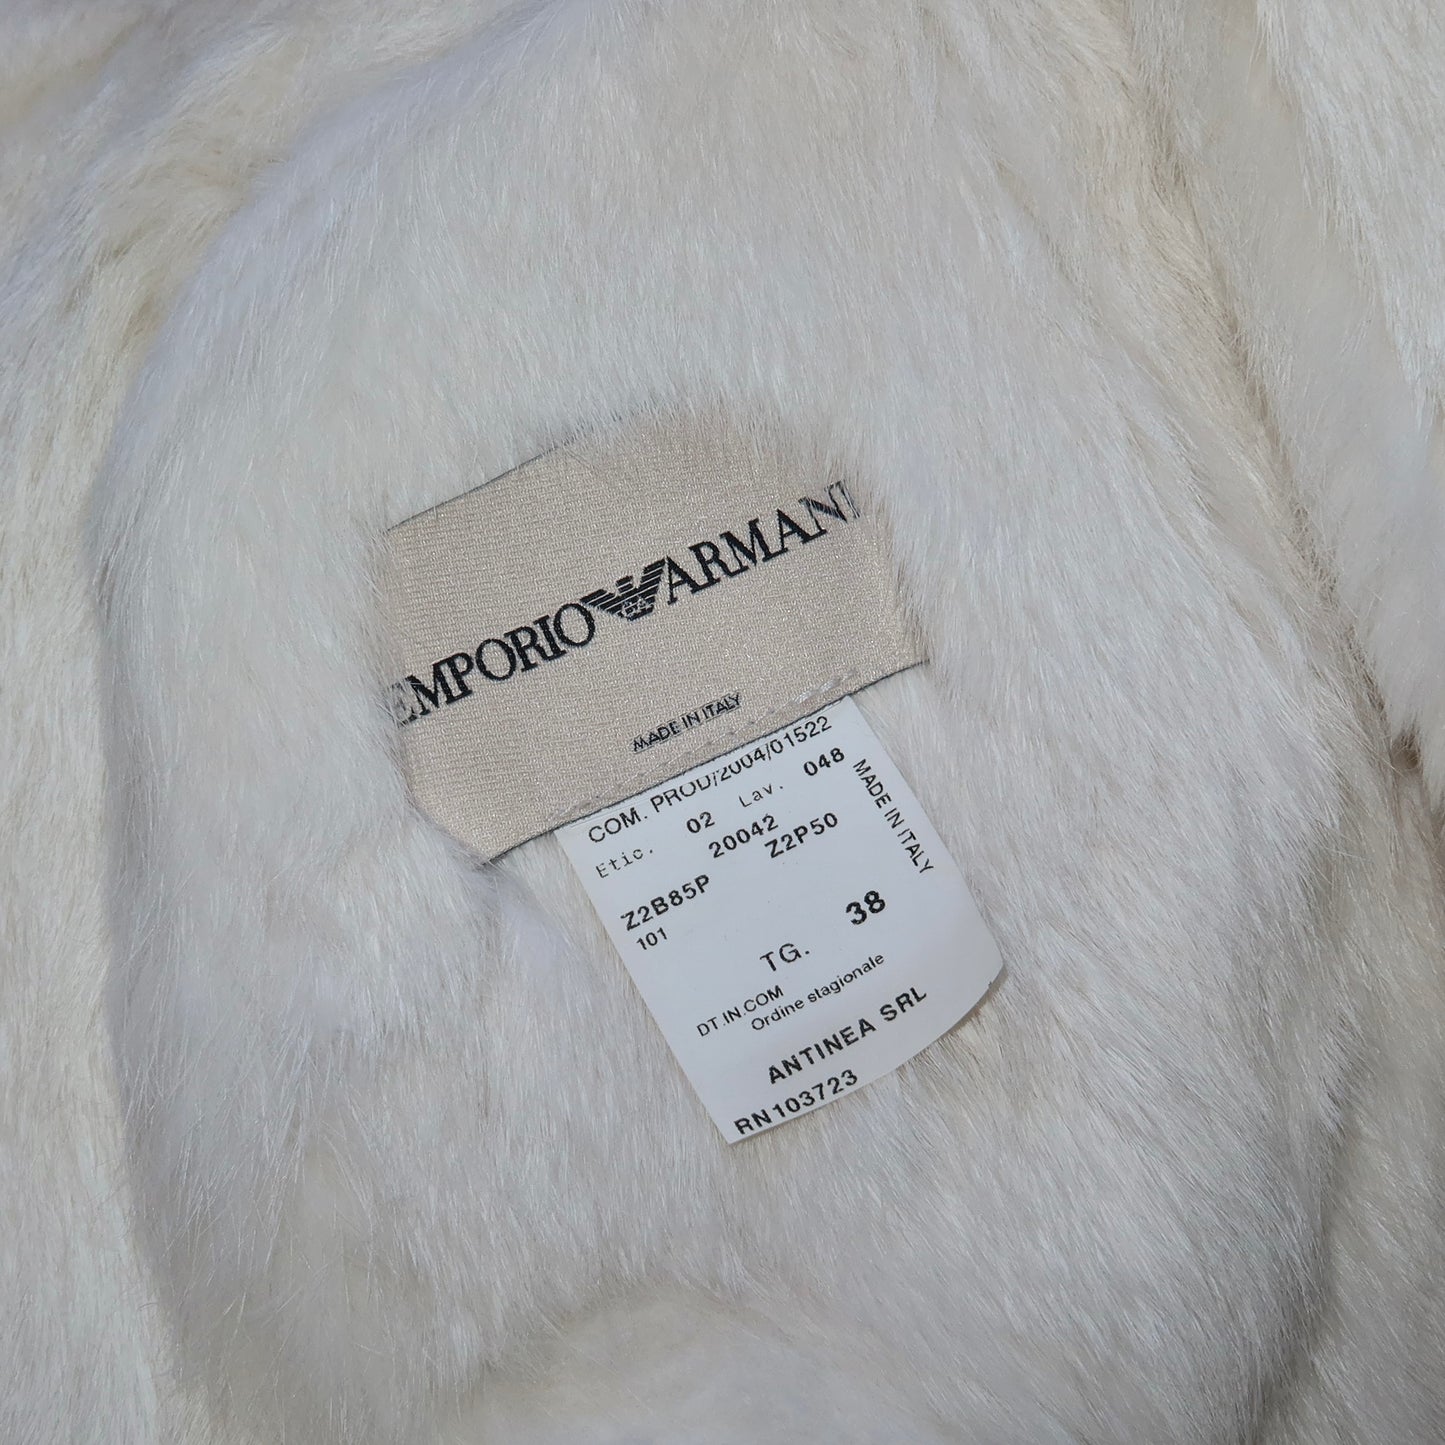 EMPORIO ARMANI
MADE IN ITALY
COM. PROD/2004/01522
Etic. 02 Lav. 048
20042
Z2B85P Z2P50
101
TG. 38
DT.IN.COM
Ordine stagionale
ANTINEA SRL
RN103723
MADE IN ITALY